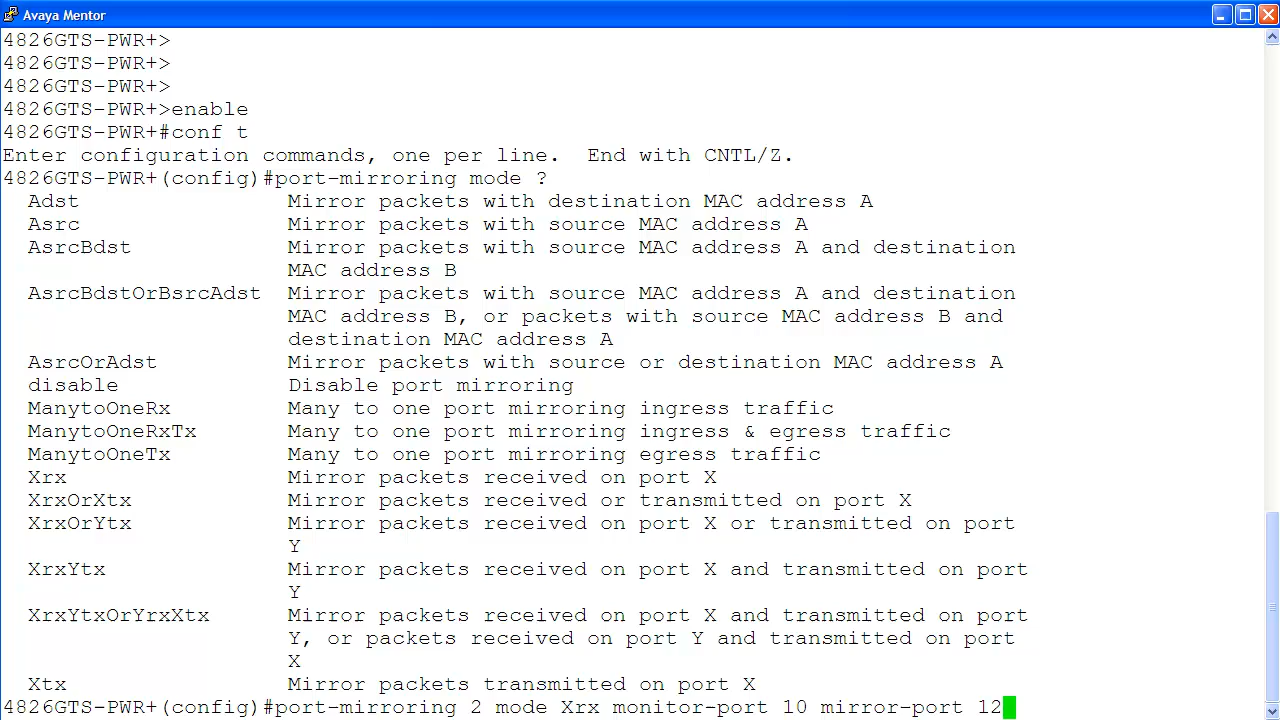 Avaya Mentor
4826GTS-PWR+>
4826GTS-PWR+>
4826GTS-PWR+>
4826GTS-PWR+>enable
4826GTS-PWR+#conf t
Enter configuration commands, one per line.  End with CNTL/Z.
4826GTS-PWR+(config)#port-mirroring mode ?
  Adst                Mirror packets with destination MAC address A
  Asrc                Mirror packets with source MAC address A
  AsrcBdst            Mirror packets with source MAC address A and destination
                      MAC address B
  AsrcBdstOrBsrcAdst  Mirror packets with source MAC address A and destination
                      MAC address B, or packets with source MAC address B and
                      destination MAC address A
  AsrcOrAdst          Mirror packets with source or destination MAC address A
  disable             Disable port mirroring
  ManytoOneRx         Many to one port mirroring ingress traffic
  ManytoOneRxTx       Many to one port mirroring ingress & egress traffic
  ManytoOneTx         Many to one port mirroring egress traffic
  Xrx                 Mirror packets received on port X
  XrxOrXtx            Mirror packets received or transmitted on port X
  XrxOrYtx            Mirror packets received on port X or transmitted on port
                      Y
  XrxYtx              Mirror packets received on port X and transmitted on port
                      Y
  XrxYtxOrYrxXtx      Mirror packets received on port X and transmitted on port
                      Y, or packets received on port Y and transmitted on port
                      X
  Xtx                 Mirror packets transmitted on port X
4826GTS-PWR+(config)#port-mirroring 2 mode Xrx monitor-port 10 mirror-port 12